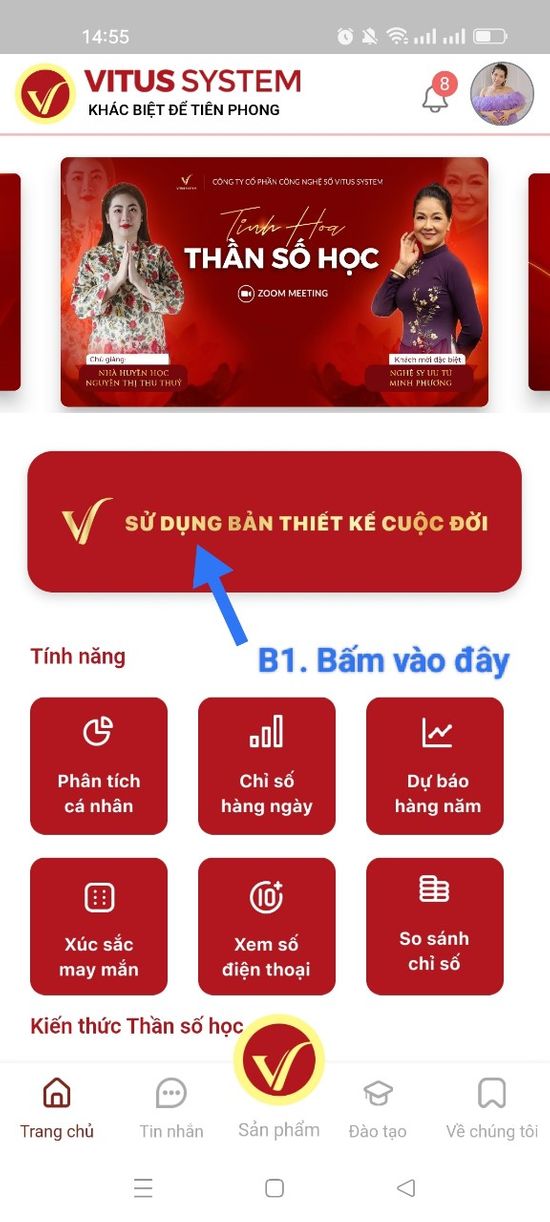 14:55
VITUS SYSTEM
KHÁC BIỆT ĐỂ TIÊN PHONG
8
CÔNG TY CỔ PHẦN CÔNG NGHỆ SỐ VITUS SYSTEM
Tinh Hoa
THẦN SỐ HỌC
ZOOM MEETING
Chủ giảng:
NHÀ HUYỀN HỌC
NGUYỄN THỊ THU THUỶ
Khách mời đặc biệt
NGHỆ SỸ ƯU TÚ
MINH PHƯƠNG
SỬ DỤNG BẢN THIẾT KẾ CUỘC ĐỜI
B1. Bấm vào đây
Tính năng
Phân tích
cá nhân
Chỉ số
hàng ngày
Dự báo
hàng năm
Xúc sắc
may mắn
10
Xem số
điện thoại
So sánh
chỉ số
Kiến thức Thần số học
Trang chủ
Tin nhắn
Sản phẩm
Đào tạo
Về chúng tôi